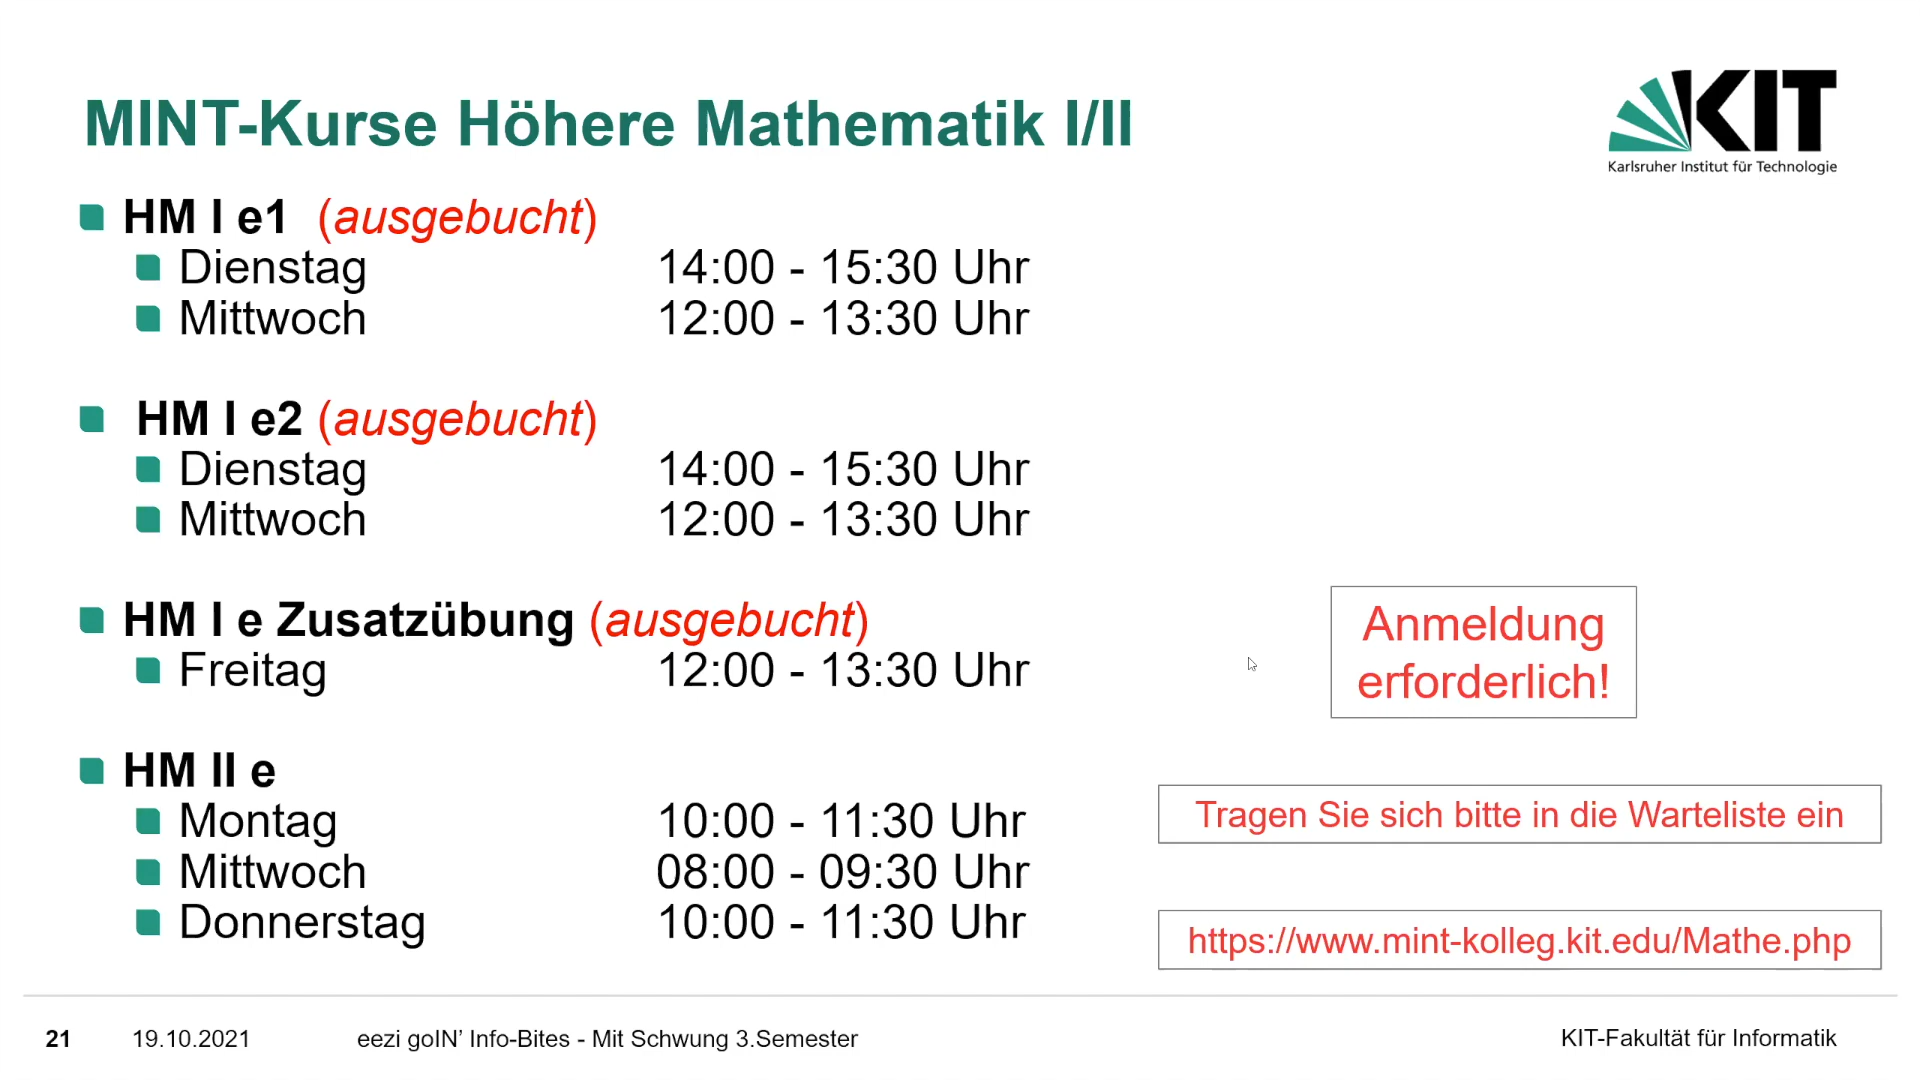 MINT-Kurse Höhere Mathematik I/II
KIT
Karlsruher Institut für Technologie
HM I e1 (ausgebucht)
Dienstag 14:00 - 15:30 Uhr
Mittwoch 12:00 - 13:30 Uhr
HM I e2 (ausgebucht)
Dienstag 14:00 - 15:30 Uhr
Mittwoch 12:00 - 13:30 Uhr
HM I e Zusatzübung (ausgebucht)
Freitag 12:00 - 13:30 Uhr
Anmeldung
erforderlich!
HM II e
Montag 10:00 - 11:30 Uhr
Mittwoch 08:00 - 09:30 Uhr
Donnerstag 10:00 - 11:30 Uhr
Tragen Sie sich bitte in die Warteliste ein
https://www.mint-kolleg.kit.edu/Mathe.php
21 19.10.2021 eezi goIN’ Info-Bites - Mit Schwung 3.Semester KIT-Fakultät für Informatik